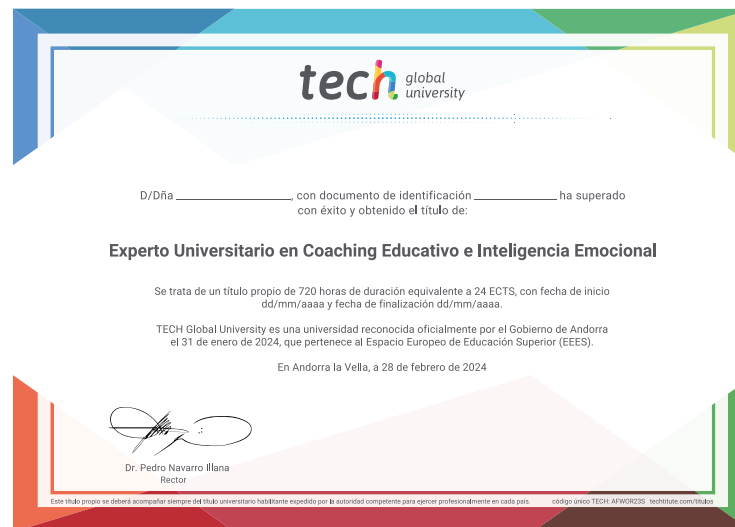 tech global university
D/Dña ____________, con documento de identificación ____________ ha superado
con éxito y obtenido el título de:
Experto Universitario en Coaching Educativo e Inteligencia Emocional
Se trata de un título propio de 720 horas de duración equivalente a 24 ECTS, con fecha de inicio
dd/mm/aaaa y fecha de finalización dd/mm/aaaa.
TECH Global University es una universidad reconocida oficialmente por el Gobierno de Andorra
el 31 de enero de 2024, que pertenece al Espacio Europeo de Educación Superior (EEES).
En Andorra la Vella, a 28 de febrero de 2024
Dr. Pedro Navarro Illana
Rector
Este título propio se deberá acompañar siempre del título universitario habilitante expedido por la autoridad competente para ejercer profesionalmente en cada país. código único TECH: AFWOR23S techtitute.com/titulos